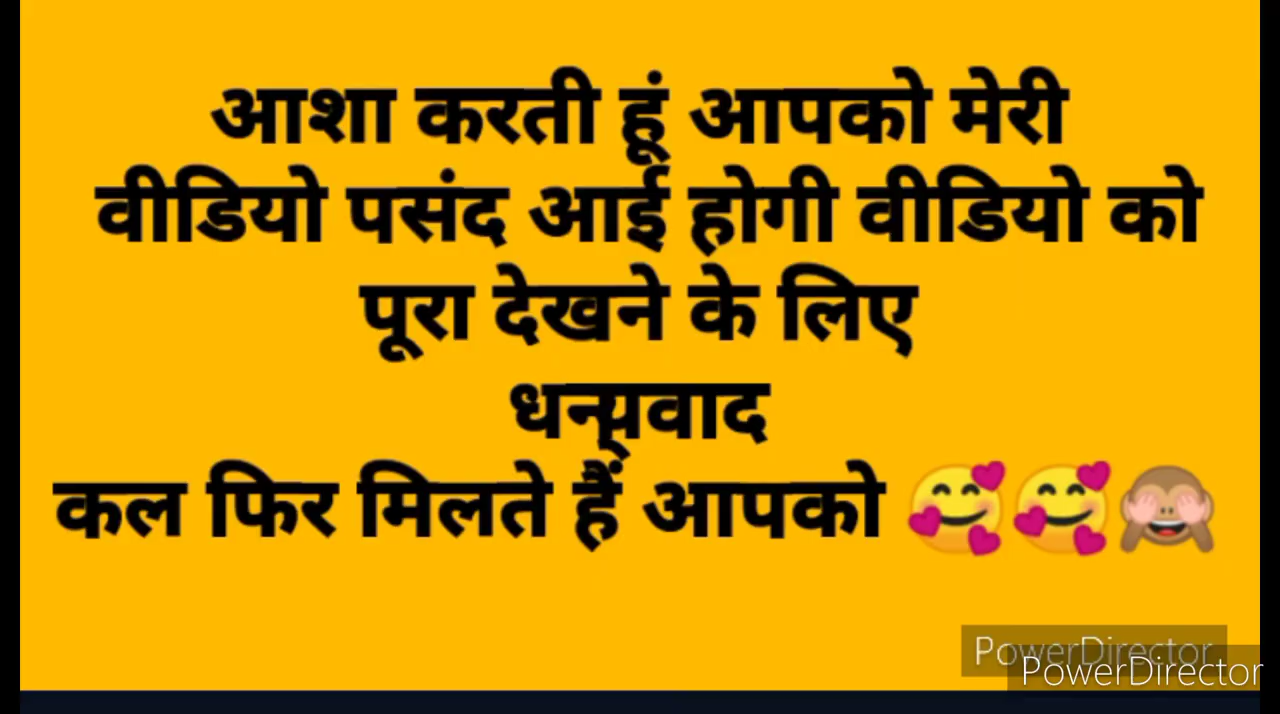 आशा करती हूं आपको मेरी
वीडियो पसंद आई होगी वीडियो को
पूरा देखने के लिए
धन्यवाद
कल फिर मिलते हैं आपको 🥰🥰🙈
PowerDirector
PowerDirector